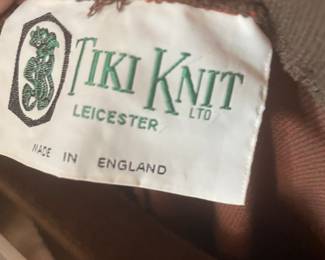 TIKI KNIT
LTD
LEICESTER
MADE IN ENGLAND